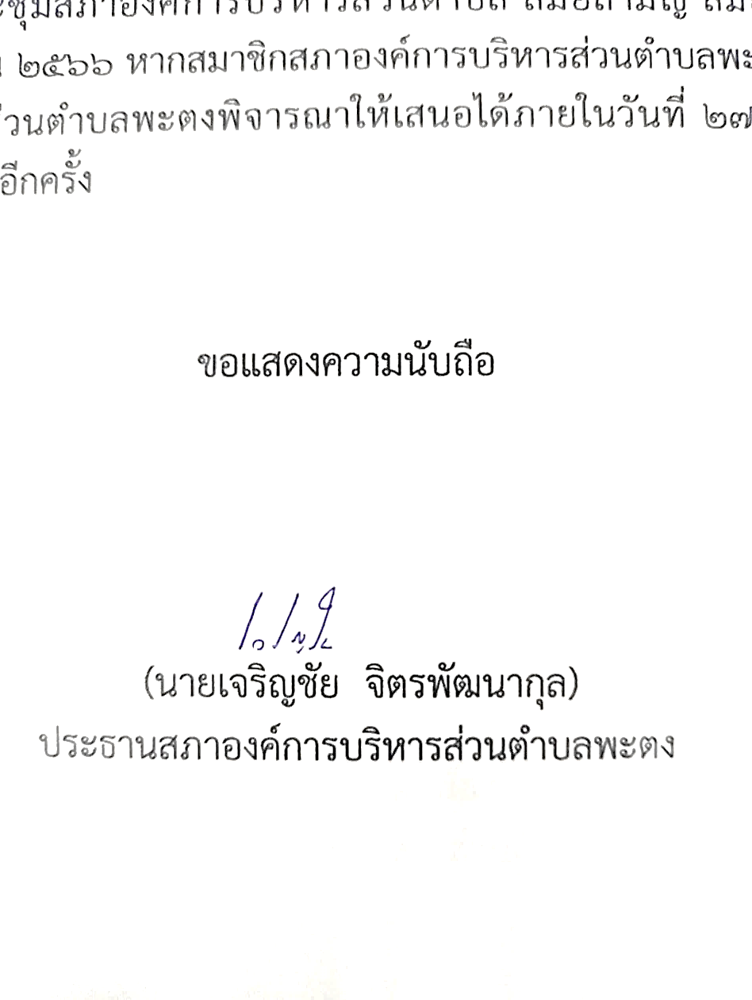 ะชุมสภาองค์การบริหารส่วนตำบล สมัยสามัญ สมั
๒๕๖๖ หากสมาชิกสภาองค์การบริหารส่วนตำบลพะ
ส่วนตำบลพะตงพิจารณาให้เสนอได้ภายในวันที่ ๒๗
อีกครั้ง
ขอแสดงความนับถือ
(นายเจริญชัย จิตรพัฒนากุล)
ประธานสภาองค์การบริหารส่วนตำบลพะตง